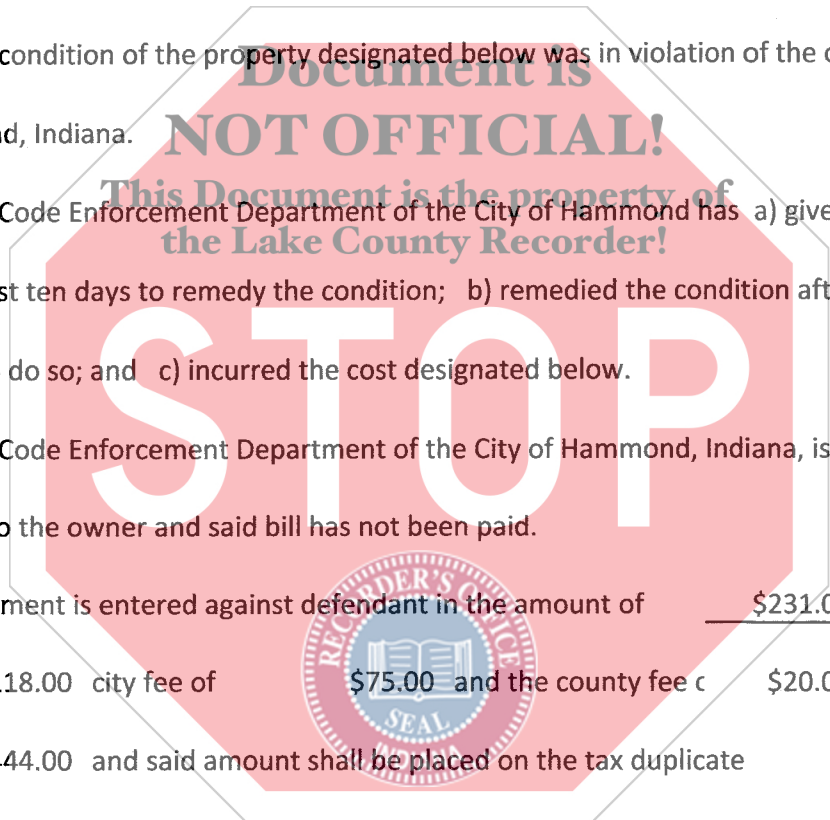 condition of the property designated below was in violation of the
Document is
d, Indiana.
NOT OFFICIAL!
This Document is the property of
Code Enforcement Department of the City of Hammond has a) give
the Lake County Recorder!
st ten days to remedy the condition; b) remedied the condition aft
do so; and c) incurred the cost designated below.
STOP
Code Enforcement Department of the City of Hammond, Indiana, is
o the owner and said bill has not been paid.
ment is entered against defendant in the amount of $231.0
RECORDER'S OFFICE
18.00 city fee of $75.00 and the county fee $20.0
SEAL
INDIANA
44.00 and said amount shall be placed on the tax duplicate